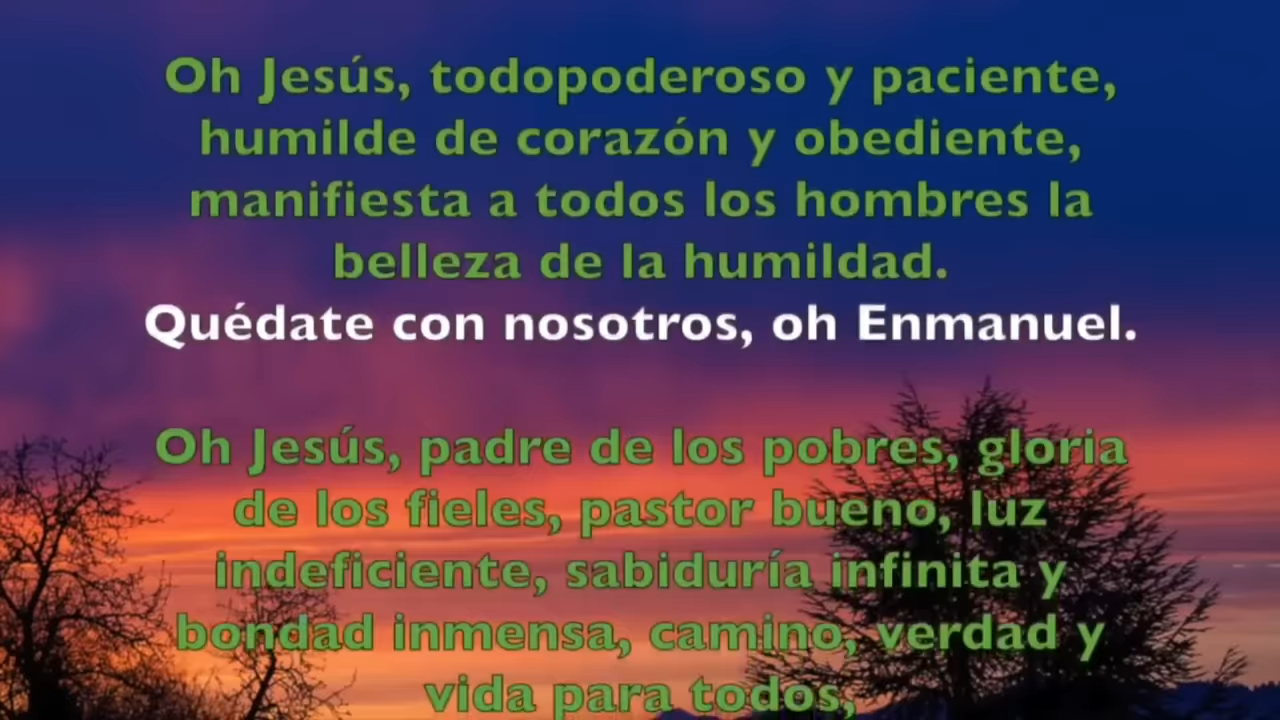 Oh Jesús, todopoderoso y paciente,
humilde de corazón y obediente,
manifiesta a todos los hombres la
belleza de la humildad.
Quédate con nosotros, oh Enmanuel.
Oh Jesús, padre de los pobres, gloria
de los fieles, pastor bueno, luz
indeficiente, sabiduría infinita y
bondad inmensa, camino, verdad y
vida para todos,